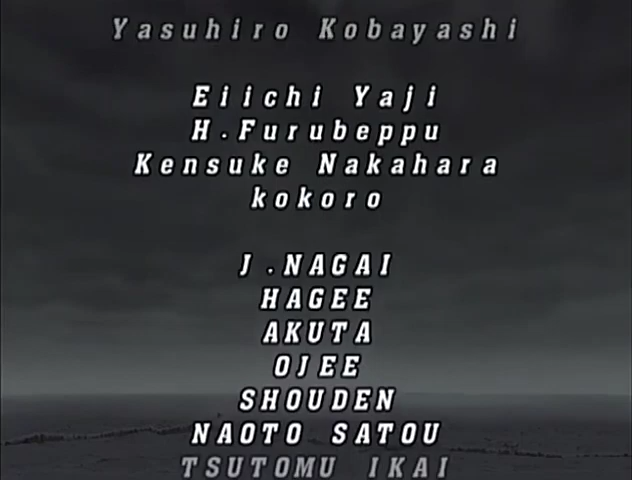 Yasuhiro Kobayashi
Eiichi Yaji
H.Furubeppu
Kensuke Nakahara
kokoro
J.NAGAI
HAGEE
AKUTA
OJEE
SHOUDEN
NAOTO SATOU
TSUTOMU IKAI